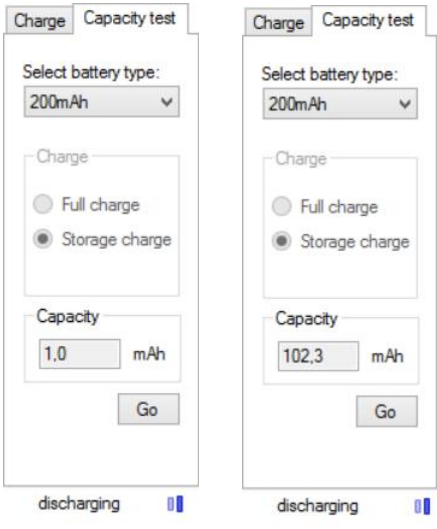 Charge Capacity test
Select battery type:
200mAh
Charge
Full charge
Storage charge
Capacity
1,0 mAh
Go
discharging
Charge Capacity test
Select battery type:
200mAh
Charge
Full charge
Storage charge
Capacity
102,3 mAh
Go
discharging